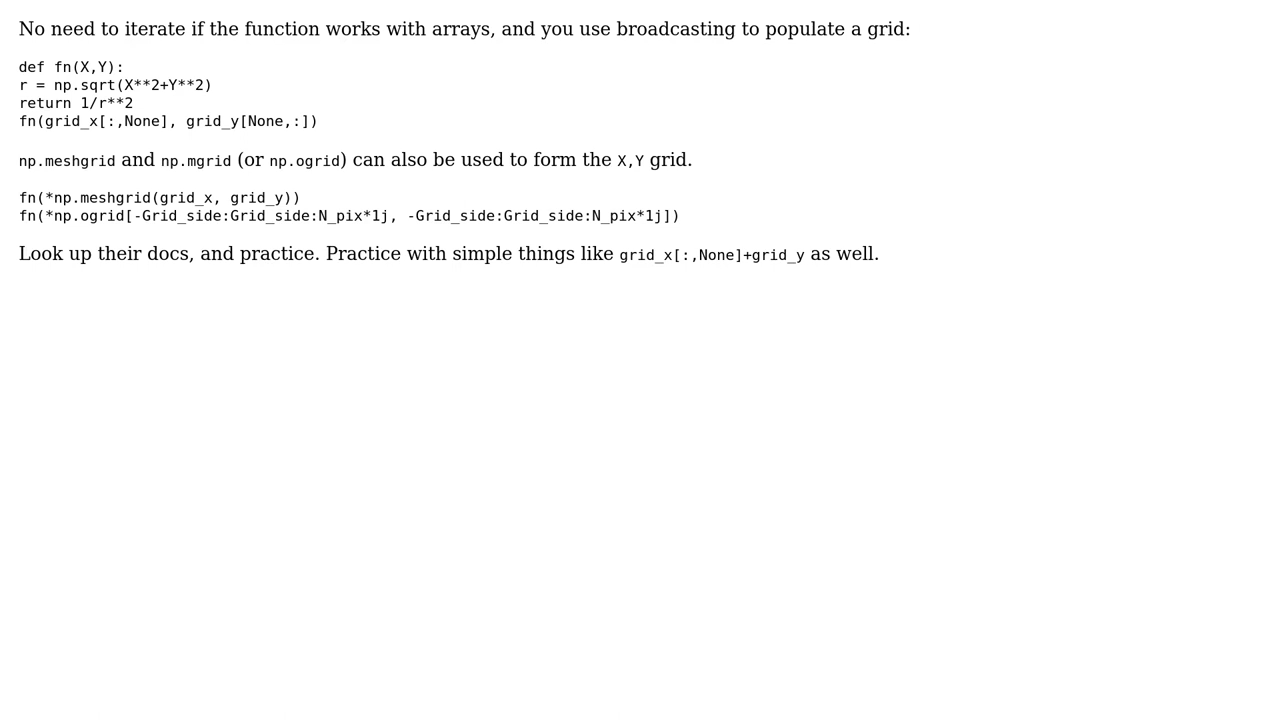 No need to iterate if the function works with arrays, and you use broadcasting to populate a grid:
def fn(X,Y):
r = np.sqrt(X**2+Y**2)
return 1/r**2
fn(grid_x[:,None], grid_y[None,:])
np.meshgrid and np.mgrid (or np.ogrid) can also be used to form the X,Y grid.
fn(*np.meshgrid(grid_x, grid_y))
fn(*np.ogrid[-Grid_side:Grid_side:N_pix*1j, -Grid_side:Grid_side:N_pix*1j])
Look up their docs, and practice. Practice with simple things like grid_x[:,None]+grid_y as well.